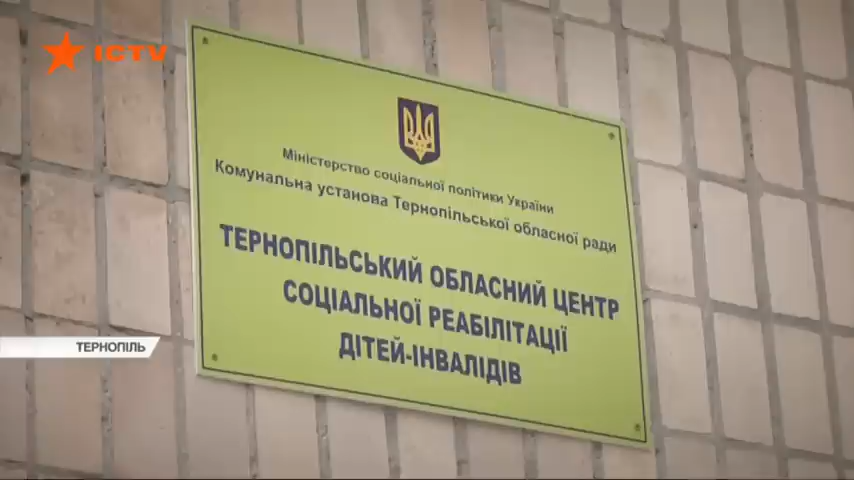 ICTV
Міністерство соціальної політики України
Комунальна установа Тернопільської обласної ради
ТЕРНОПІЛЬСЬКИЙ ОБЛАСНИЙ ЦЕНТР
СОЦІАЛЬНОЇ РЕАБІЛІТАЦІЇ
ДІТЕЙ-ІНВАЛІДІВ
ТЕРНОПІЛЬ